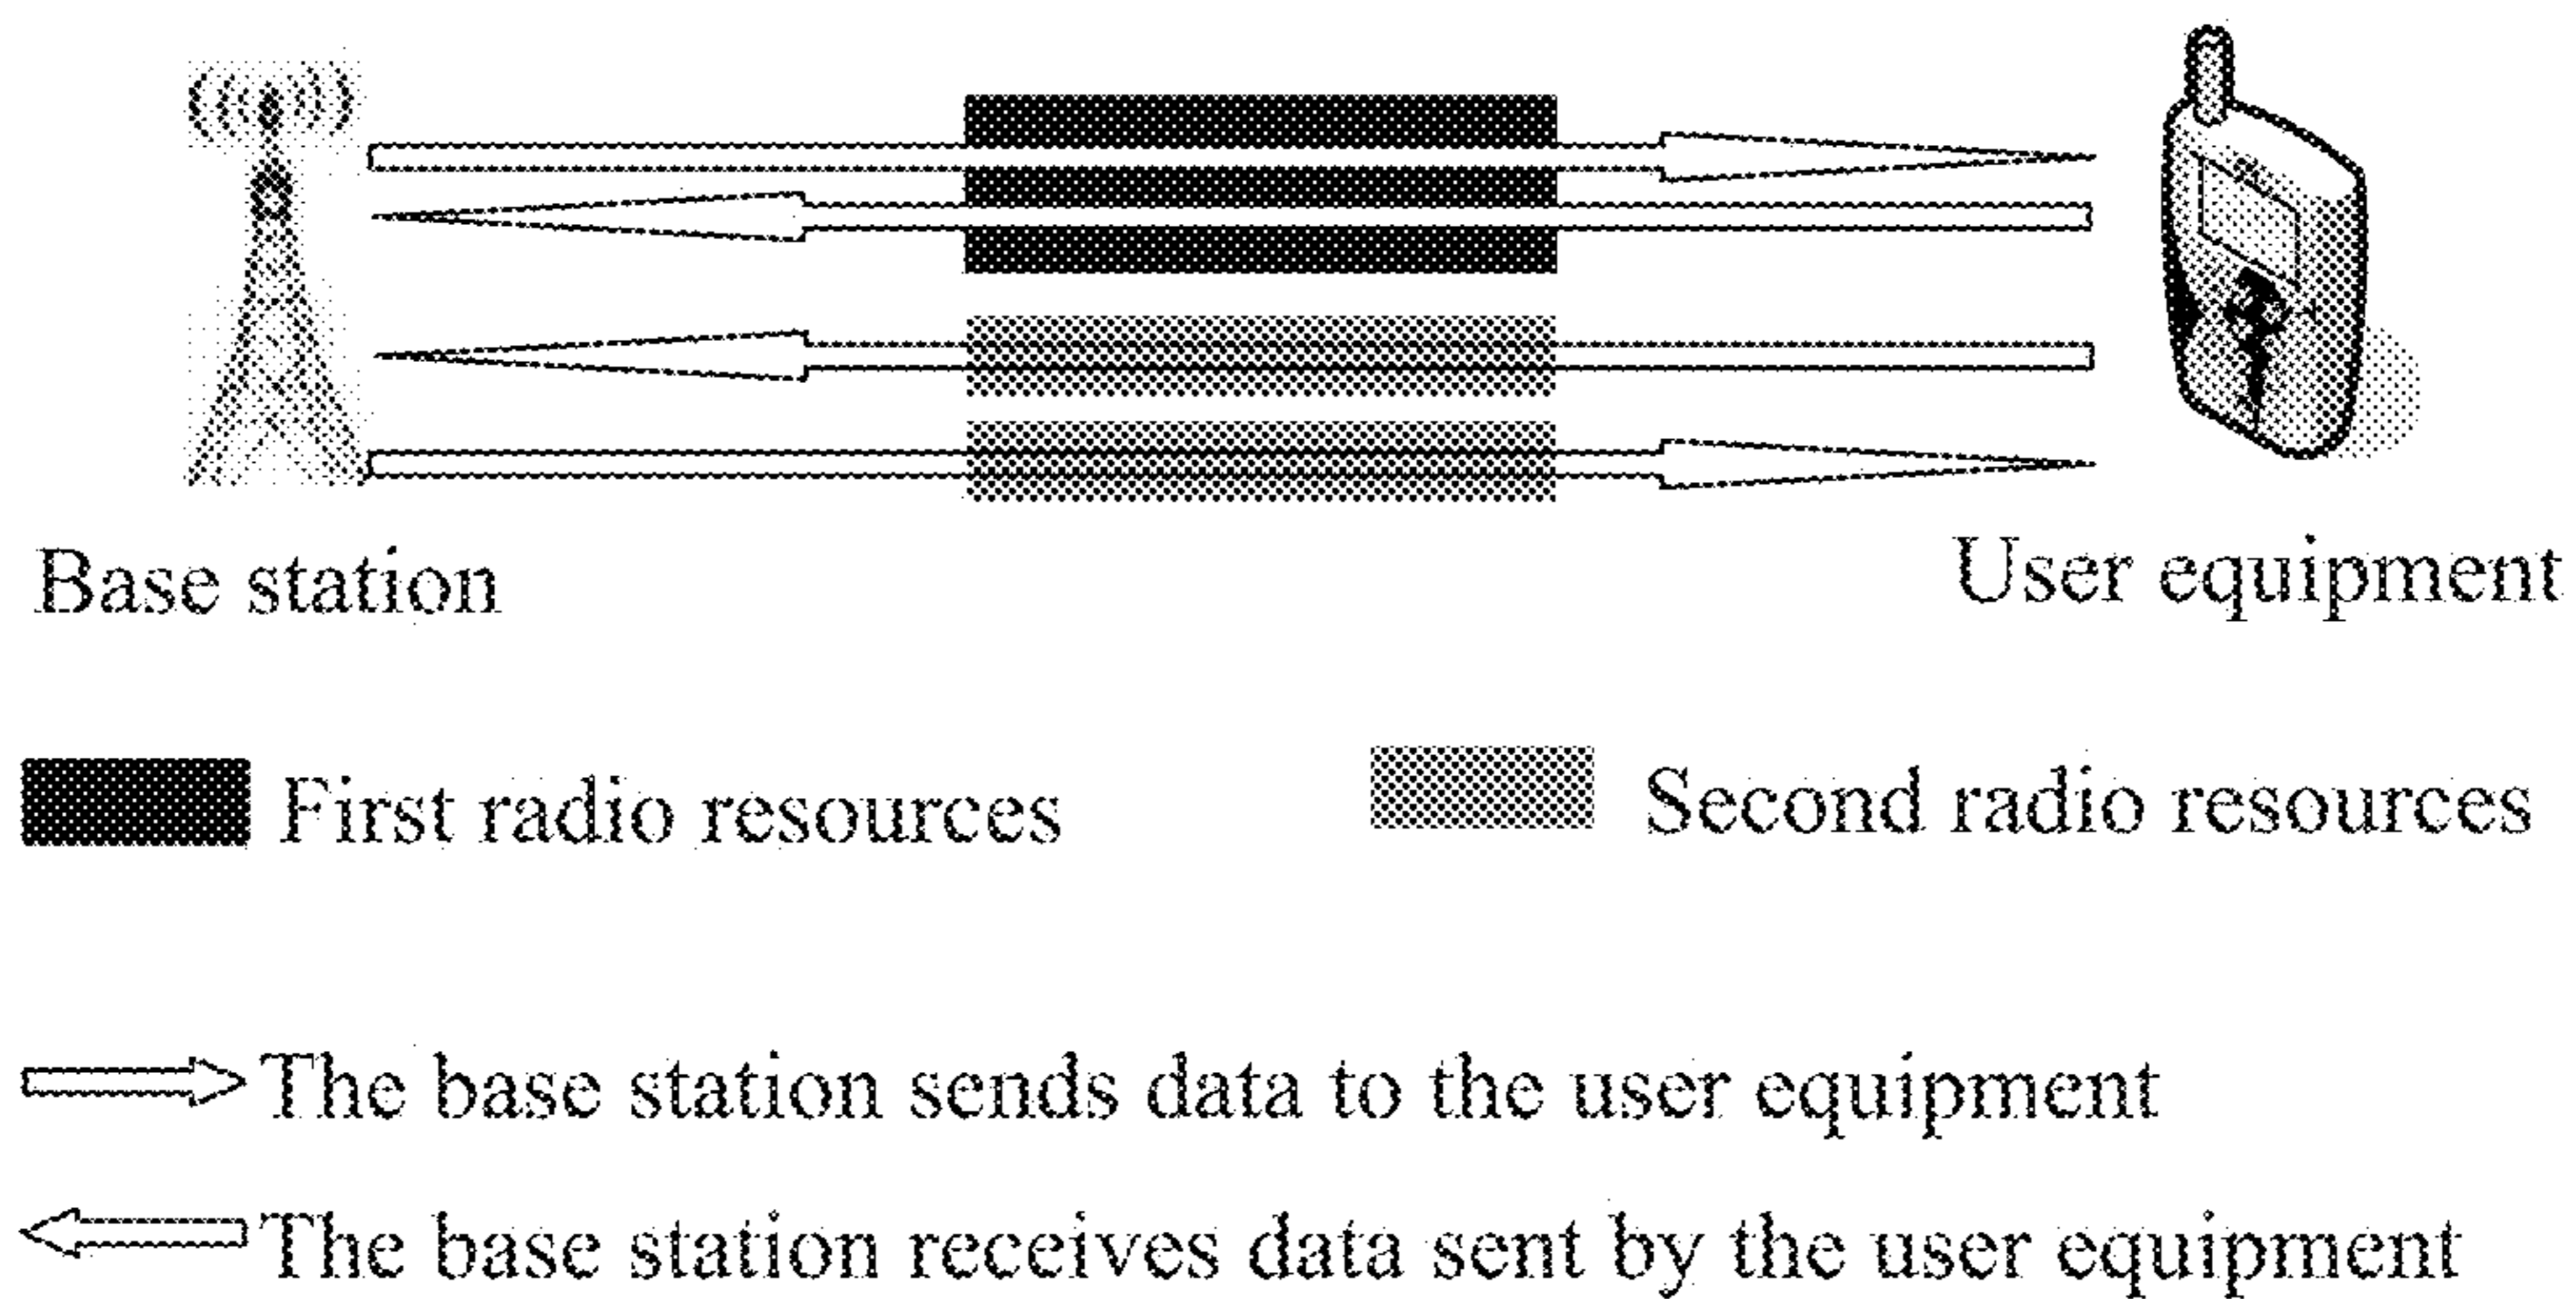 Base station
User equipment
First radio resources
Second radio resources
The base station sends data to the user equipment
The base station receives data sent by the user equipment